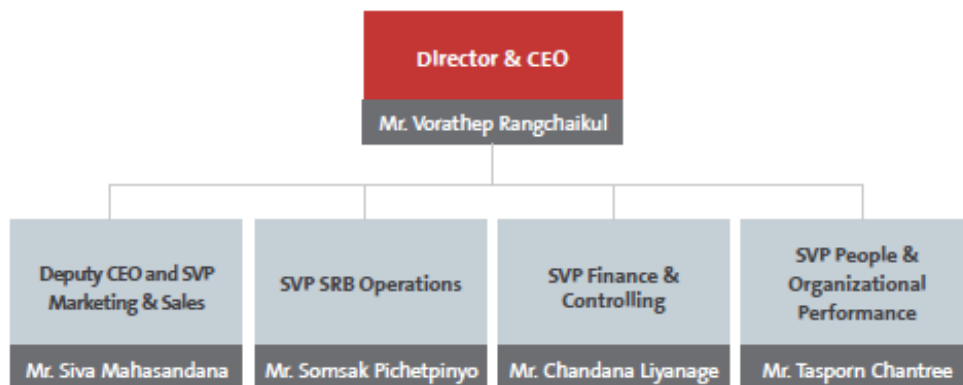 Director & CEO
Mr. Vorathep Rangchaikul
Deputy CEO and SVP
Marketing & Sales
Mr. Siva Mahasandana
SVP SRB Operations
Mr. Somsak Pichetpinyo
SVP Finance &
Controlling
Mr. Chandana Liyanage
SVP People &
Organizational
Performance
Mr. Tasporn Chantree